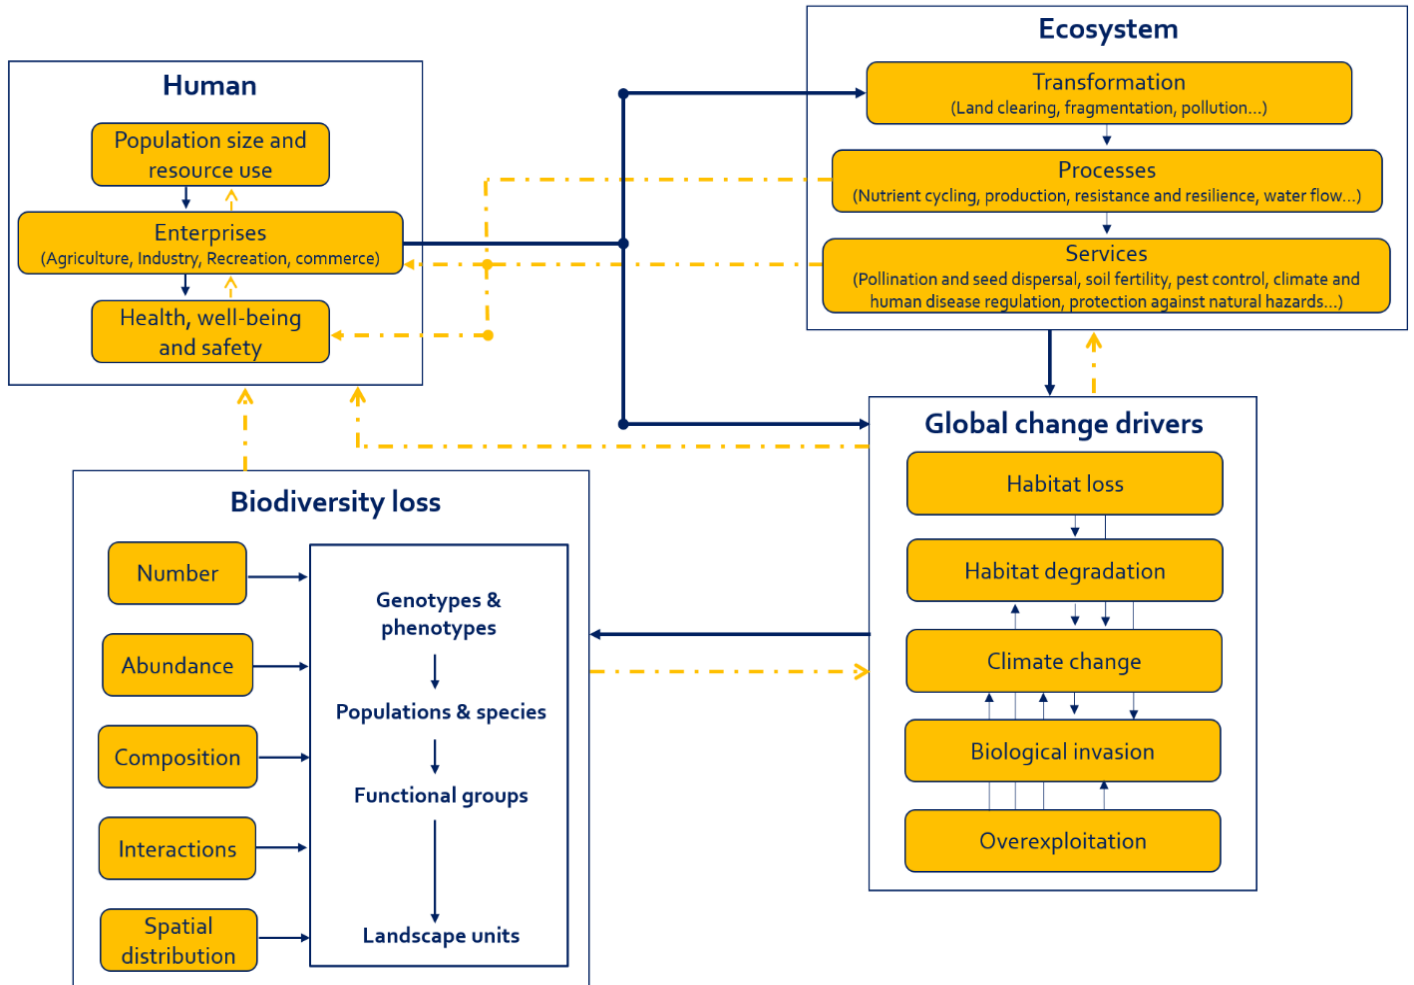 Human
Population size and
resource use
Enterprises
(Agriculture, Industry, Recreation, commerce)
Health, well-being
and safety
Ecosystem
Transformation
(Land clearing, fragmentation, pollution...)
Processes
(Nutrient cycling, production, resistance and resilience, water flow...)
Services
(Pollination and seed dispersal, soil fertility, pest control, climate and
human disease regulation, protection against natural hazards...)
Biodiversity loss
Number
Abundance
Composition
Interactions
Spatial
distribution
Genotypes &
phenotypes
Populations & species
Functional groups
Landscape units
Global change drivers
Habitat loss
Habitat degradation
Climate change
Biological invasion
Overexploitation